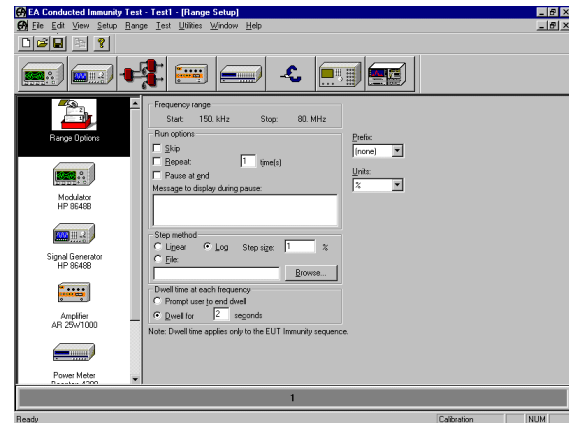 EA Conducted Immunity Test - Test1 - [Range Setup]
File Edit View Setup Range Test Utilities Window Help
Range Options
Modulator
HP 8648B
Signal Generator
HP 8648B
Amplifier
AR 25W1000
Power Meter
Frequency range
Start: 150. kHz Stop: 80. MHz
Run options
Skip
Repeat: 1 time(s)
Pause at end
Message to display during pause:
Step method
Linear Log Step size: 1 %
File:
Browse...
Dwell time at each frequency
Prompt user to end dwell
Dwell for 2 seconds
Note: Dwell time applies only to the EUT Immunity sequence.
Prefix:
(none)
Units:
%
1
Ready Calibration NUM